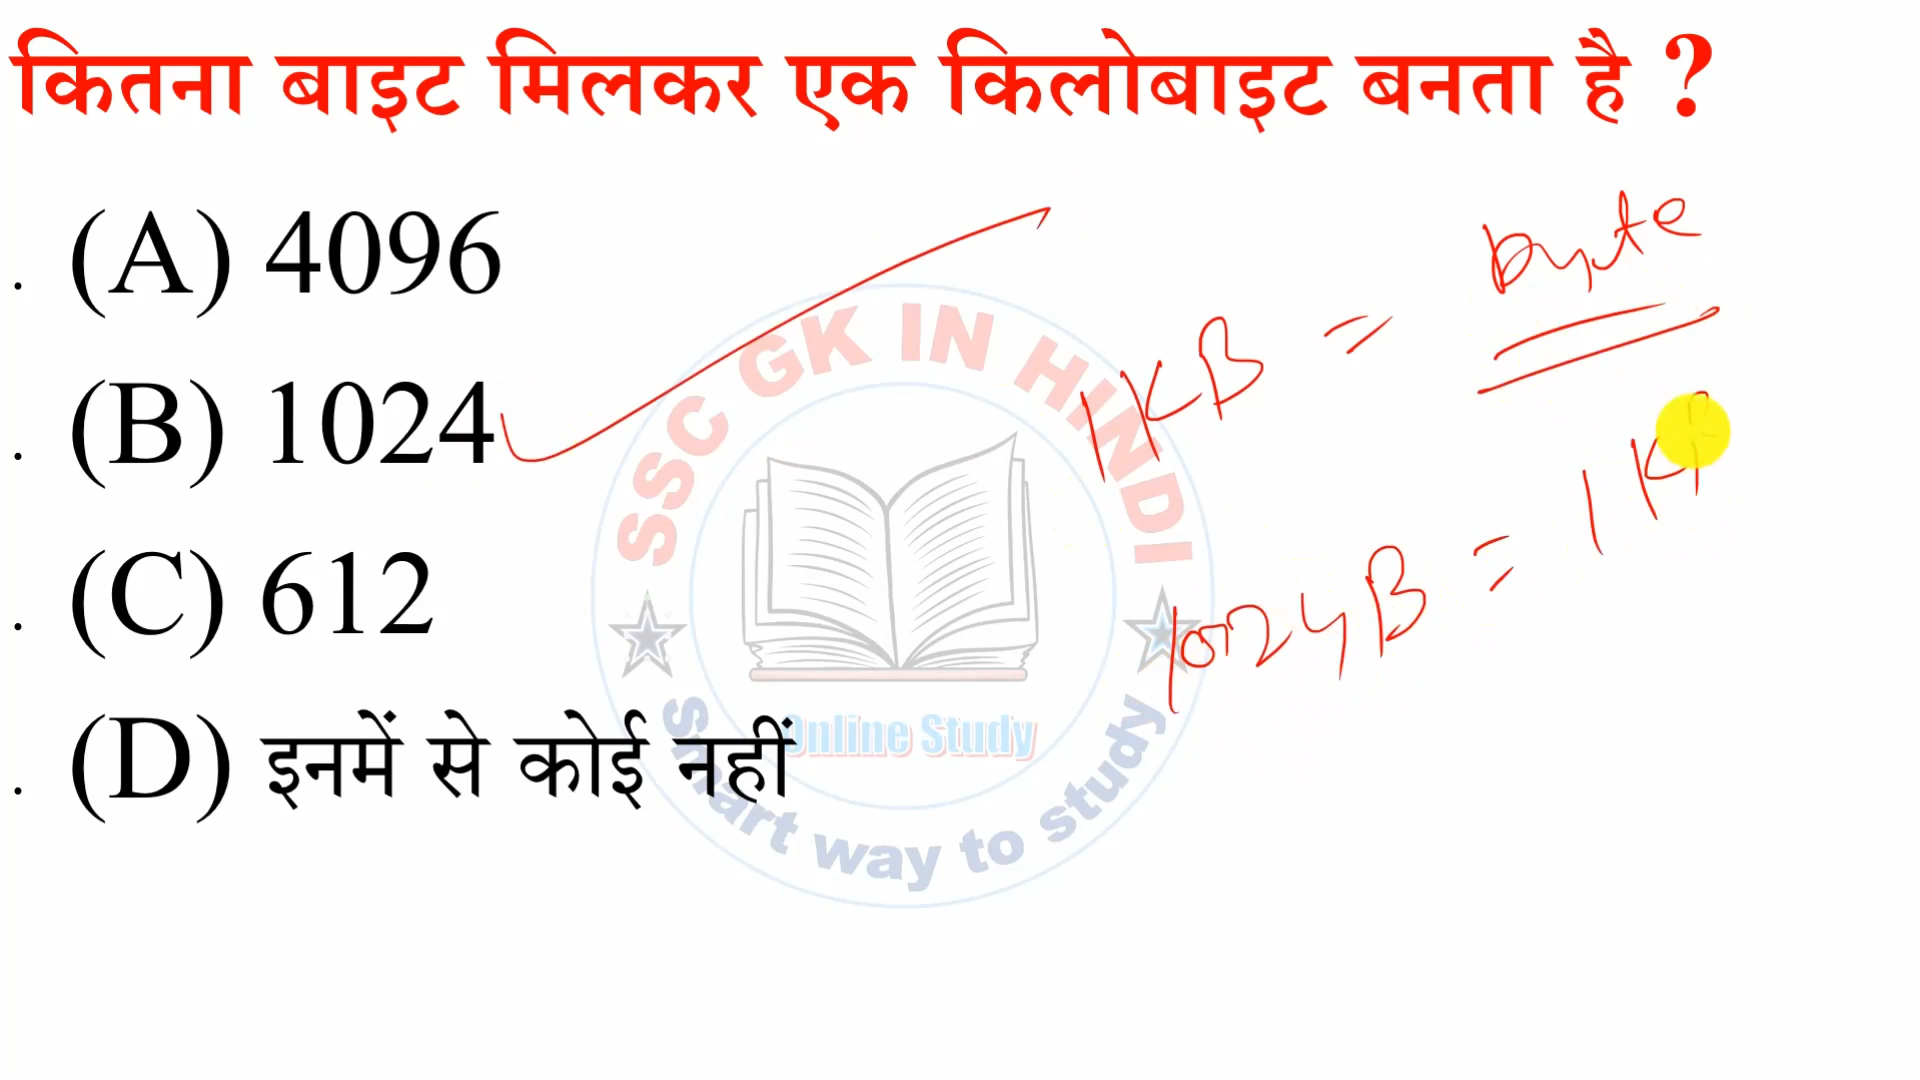 कितना बाइट मिलकर एक किलोबाइट बनता है ?
. (A) 4096
. (B) 1024
. (C) 612
. (D) इनमें से कोई नहीं
byte
1KB =
1024B = 1KB
SSC GK IN HINDI
Online Study
Smart way to study